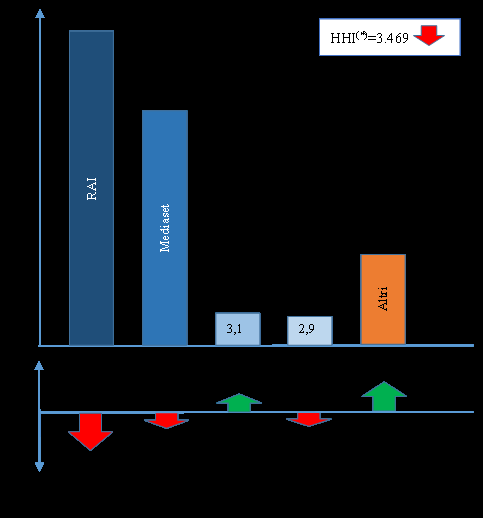 HHI(*)=3.469
RAI
Mediaset
3,1
2,9
Altri